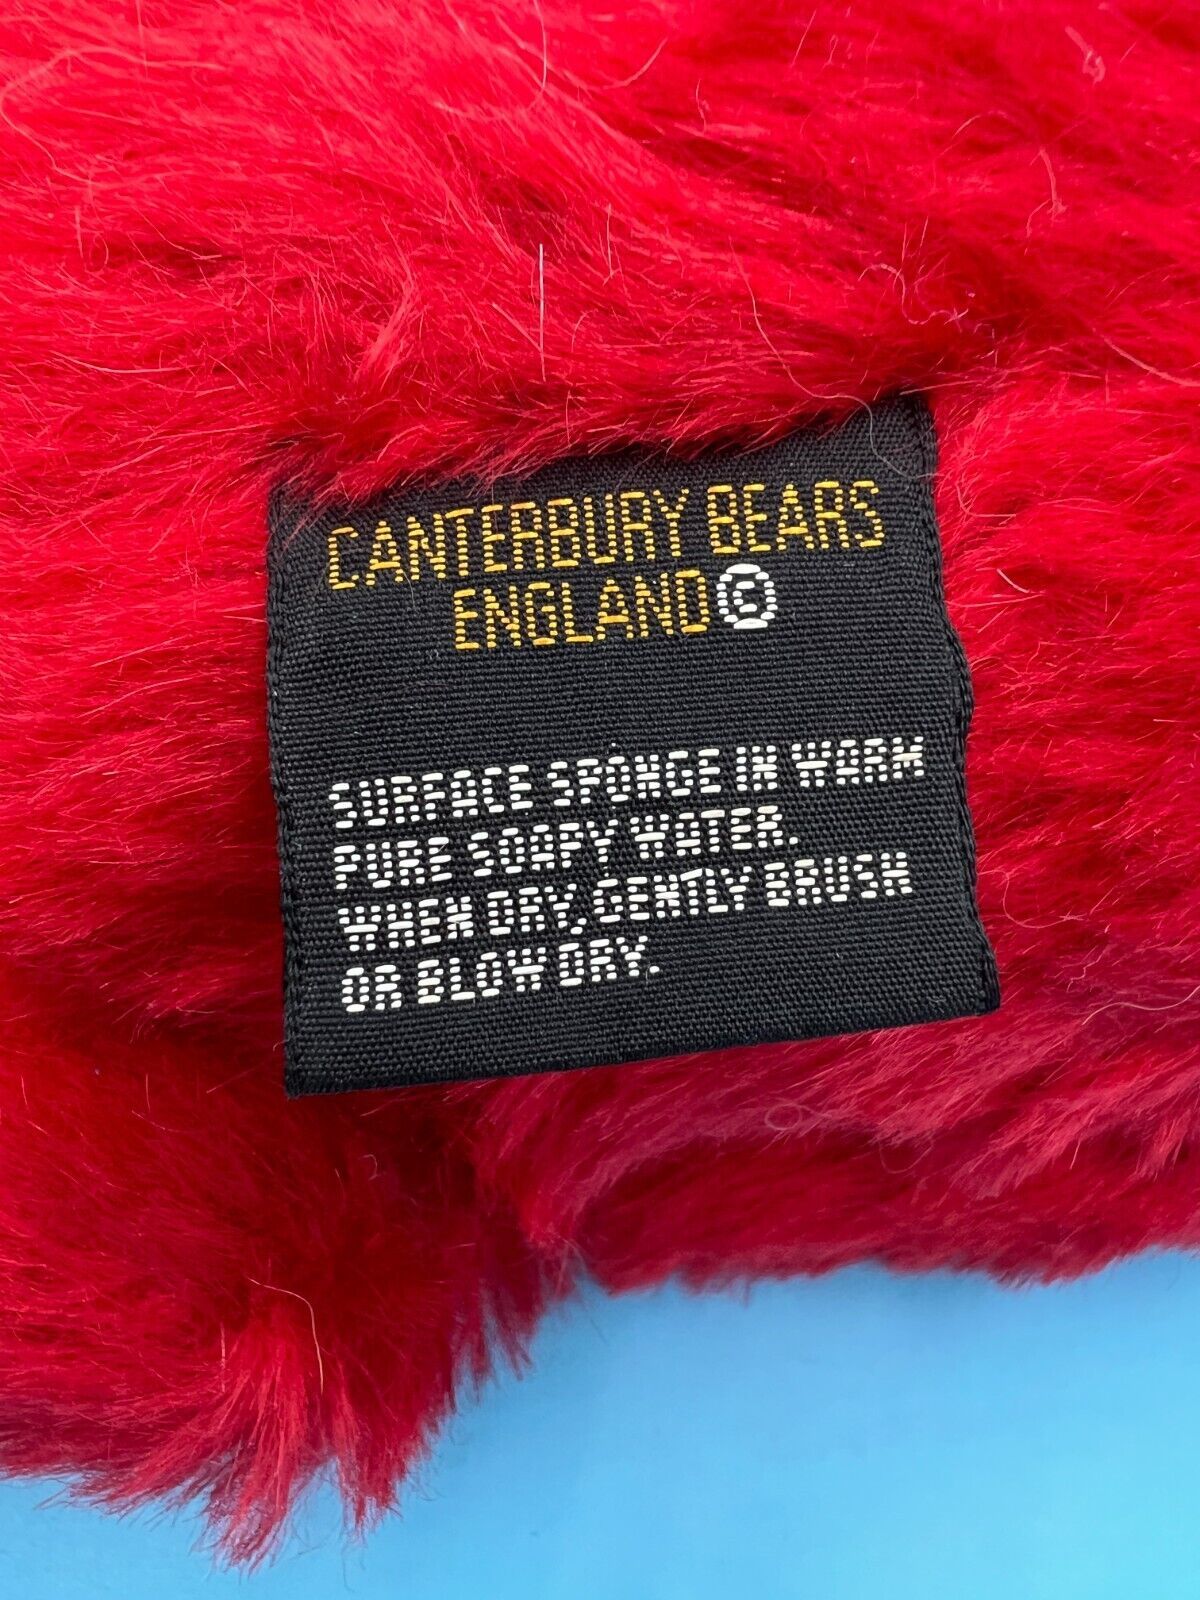 CANTERBURY BEARS
ENGLAND ©
SURFACE SPONGE IN WARM
PURE SOAPY WATER.
WHEN DRY, GENTLY BRUSH
OR BLOW DRY.